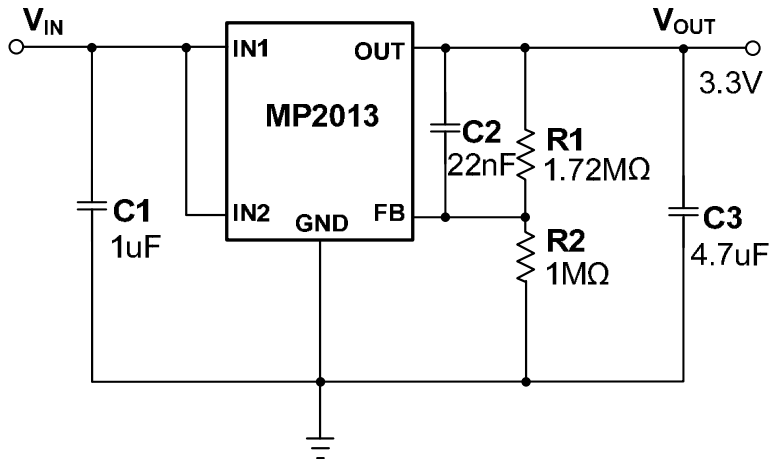 VIN
VOUT
IN1
OUT
3.3V
MP2013
C2
22nF
R1
1.72MΩ
C1
1uF
IN2
FB
GND
R2
1MΩ
C3
4.7uF